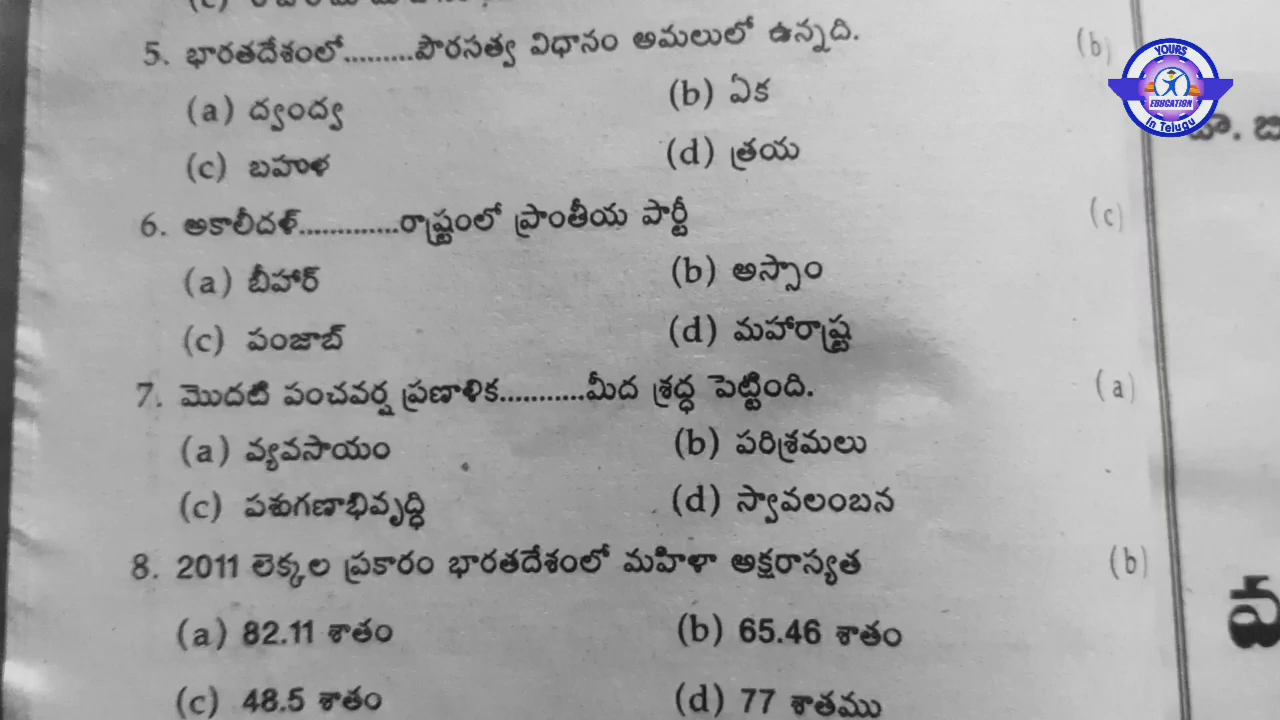 5. భారతదేశంలో.........పౌరసత్వ విధానం అమలులో ఉన్నది. (b)
(a) ద్వంద్వ (b) ఏక
(c) బహుళ (d) త్రయ
6. అకాలీదళ్.............రాష్ట్రంలో ప్రాంతీయ పార్టీ (c)
(a) బీహార్ (b) అస్సాం
(c) పంజాబ్ (d) మహారాష్ట్ర
7. మొదటి పంచవర్ష ప్రణాళిక...........మీద శ్రద్ధ పెట్టింది. (a)
(a) వ్యవసాయం (b) పరిశ్రమలు
(c) పశుగణాభివృద్ధి (d) స్వావలంబన
8. 2011 లెక్కల ప్రకారం భారతదేశంలో మహిళా అక్షరాస్యత (b)
(a) 82.11 శాతం (b) 65.46 శాతం
(c) 48.5 శాతం (d) 77 శాతము
YOURS
EDUCATION
In Telugu